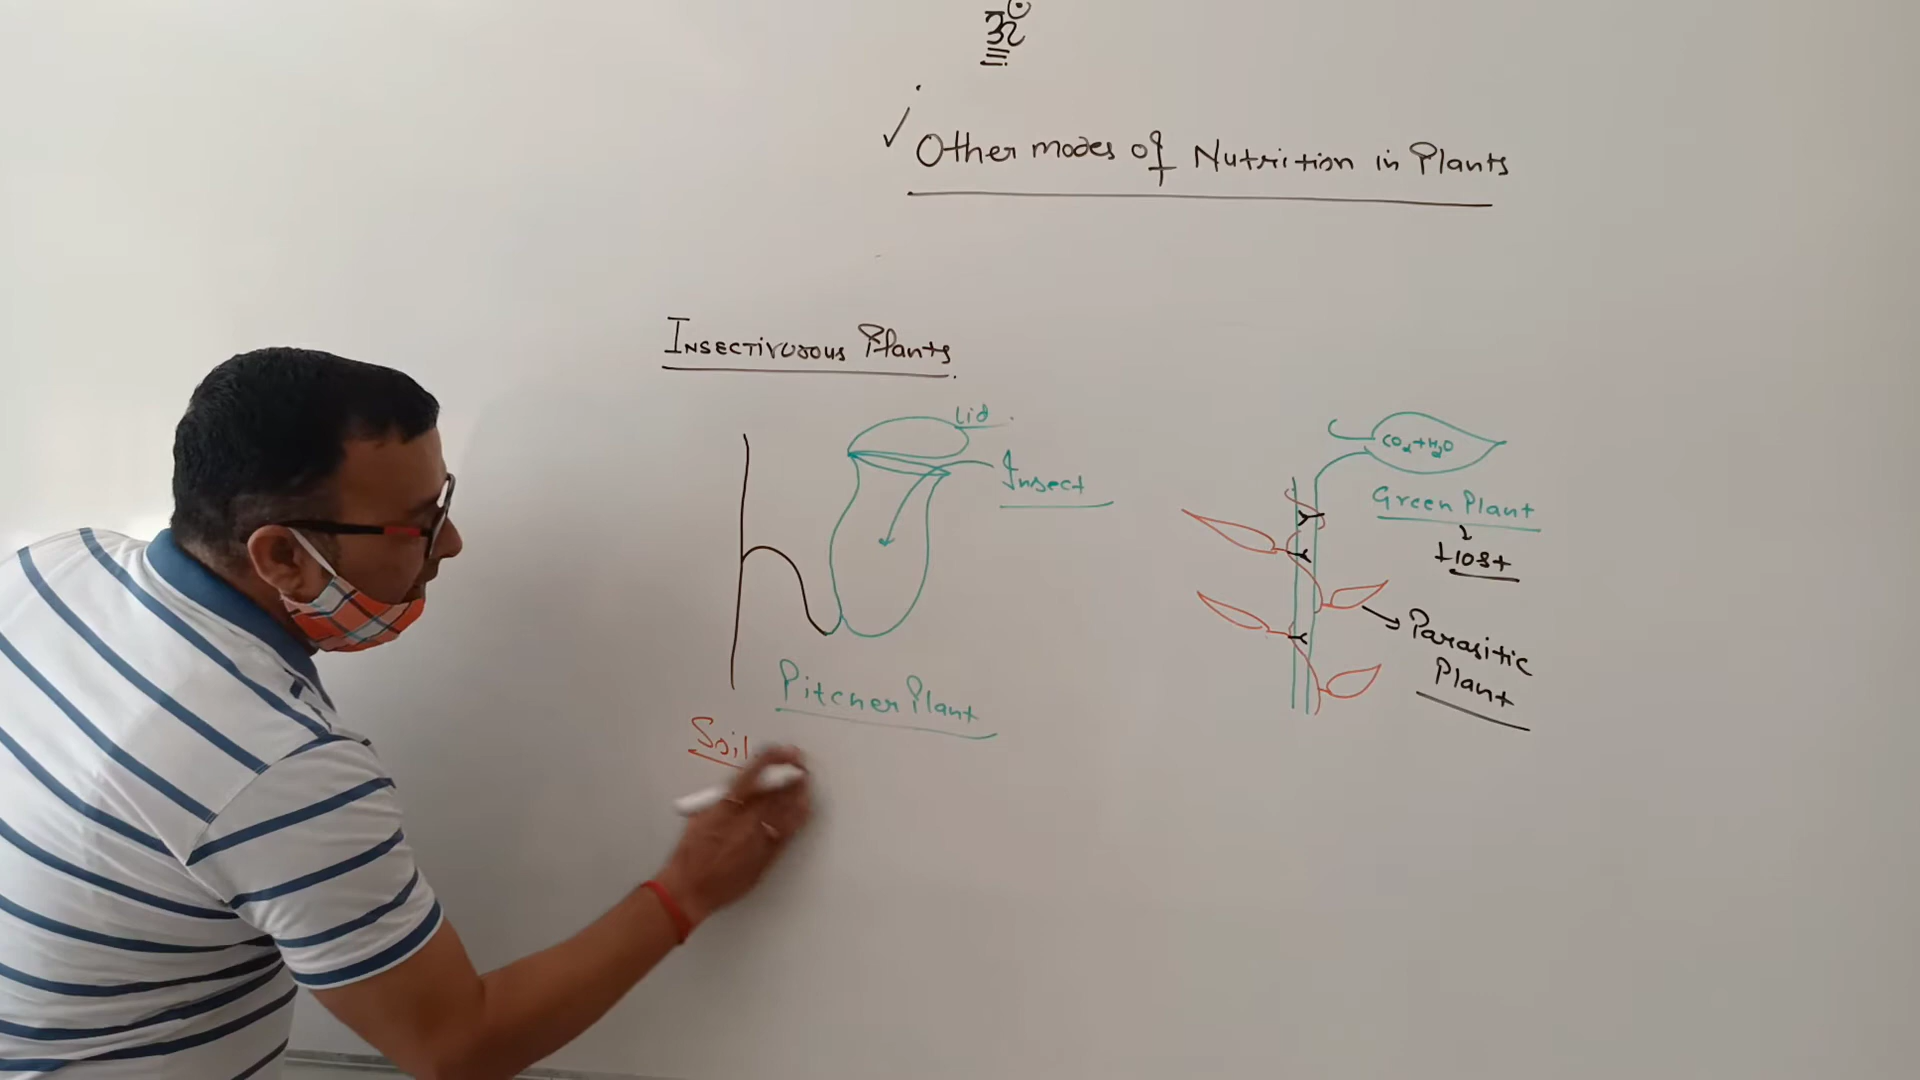 ॐ
Other modes of Nutrition in Plants
Insectivorous Plants
Lid
Insect
Pitcher Plant
Soil
CO2+H2O
Green Plant
Host
Parasitic
Plant